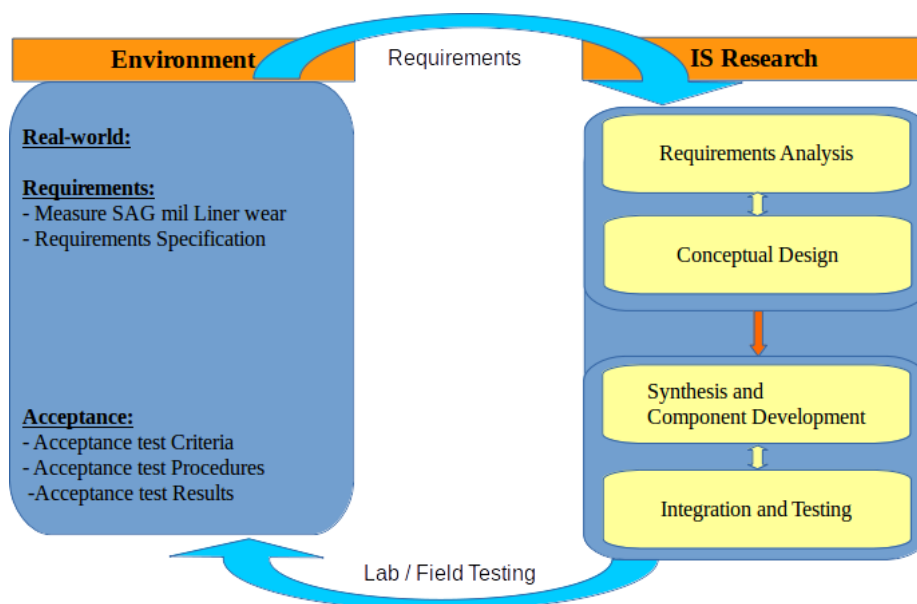 Environment
Requirements
IS Research
Real-world:
Requirements:
- Measure SAG mil Liner wear
- Requirements Specification
Acceptance:
- Acceptance test Criteria
- Acceptance test Procedures
-Acceptance test Results
Requirements Analysis
Conceptual Design
Synthesis and
Component Development
Integration and Testing
Lab / Field Testing